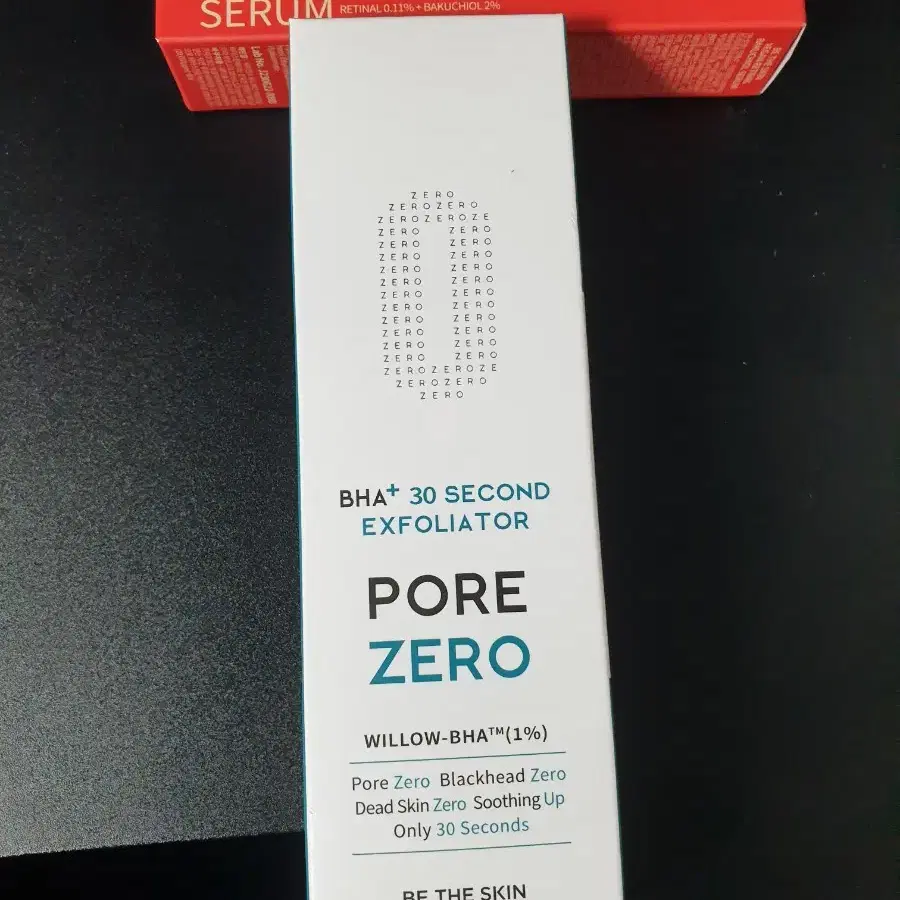 SERUM RETINAL 0.11% + BAKUCHIOL 2%
ZERO
ZEROZERO
ZEROZEROZE
ZERO ZERO
ZERO ZERO
ZERO ZERO
ZERO ZERO
ZERO ZERO
ZERO ZERO
ZERO ZERO
ZERO ZERO
ZERO ZERO
ZERO ZERO
ZERO ZERO
ZEROZEROZE
ZEROZERO
ZERO
BHA+ 30 SECOND
EXFOLIATOR
PORE
ZERO
WILLOW-BHA™(1%)
Pore Zero Blackhead Zero
Dead Skin Zero Soothing Up
Only 30 Seconds
BE THE SKIN